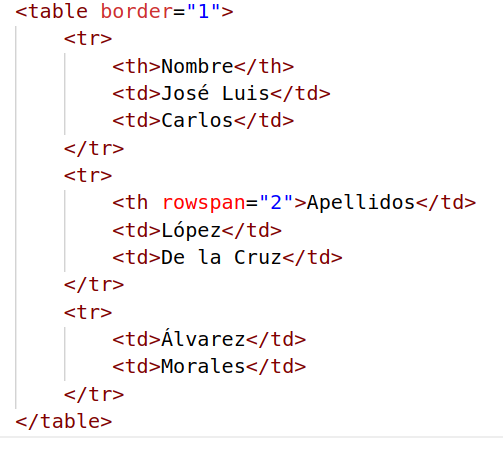 <table border="1">
<tr>
<th>Nombre</th>
<td>José Luis</td>
<td>Carlos</td>
</tr>
<tr>
<th rowspan="2">Apellidos</td>
<td>López</td>
<td>De la Cruz</td>
</tr>
<tr>
<td>Álvarez</td>
<td>Morales</td>
</tr>
</table>